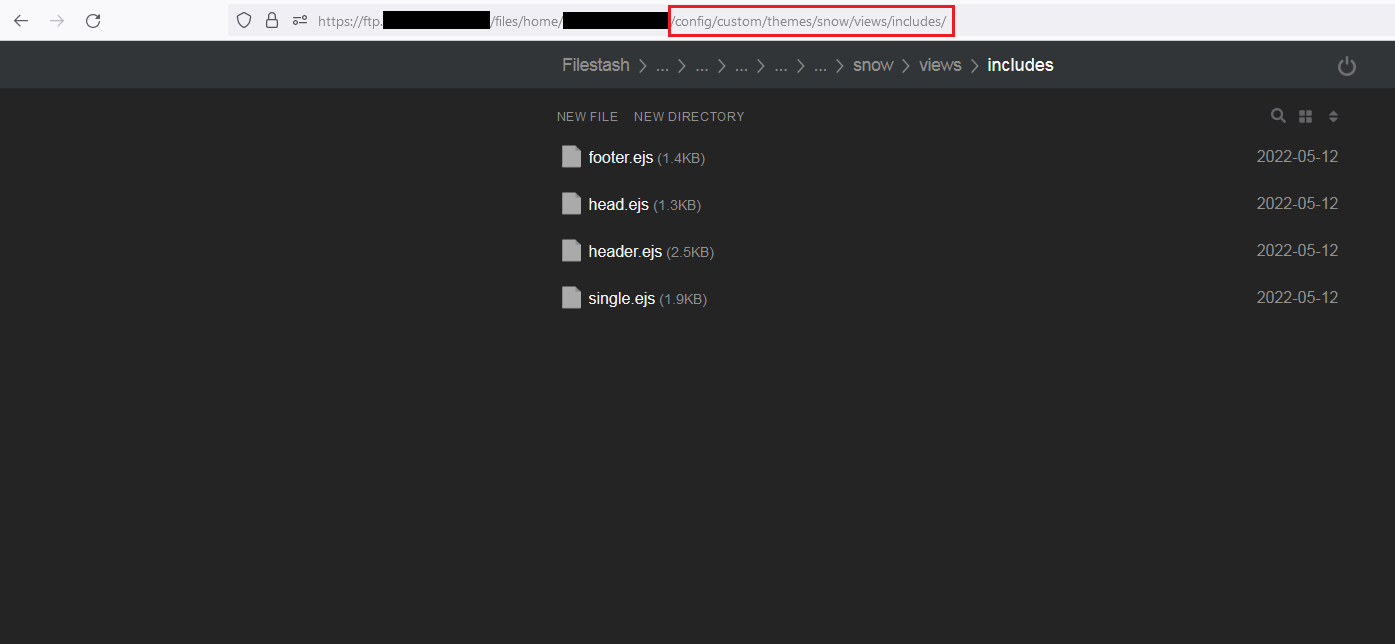 https://ftp. /files/home/ /config/custom/themes/snow/views/includes/
Filestash > ... > ... > ... > ... > ... > snow > views > includes
NEW FILE NEW DIRECTORY
footer.ejs (1.4KB) 2022-05-12
head.ejs (1.3KB) 2022-05-12
header.ejs (2.5KB) 2022-05-12
single.ejs (1.9KB) 2022-05-12